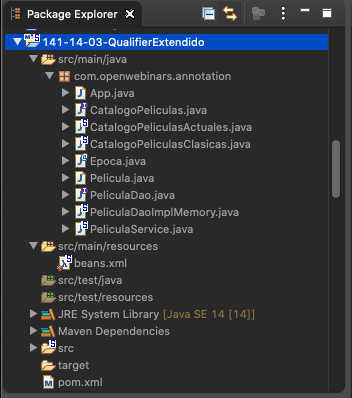 Package Explorer
141-14-03-QualifierExtendido
src/main/java
com.openwebinars.annotation
App.java
CatalogoPeliculas.java
CatalogoPeliculasActuales.java
CatalogoPeliculasClasicas.java
Epoca.java
Pelicula.java
PeliculaDao.java
PeliculaDaoImplMemory.java
PeliculaService.java
src/main/resources
beans.xml
src/test/java
src/test/resources
JRE System Library [Java SE 14 [14]]
Maven Dependencies
src
target
pom.xml